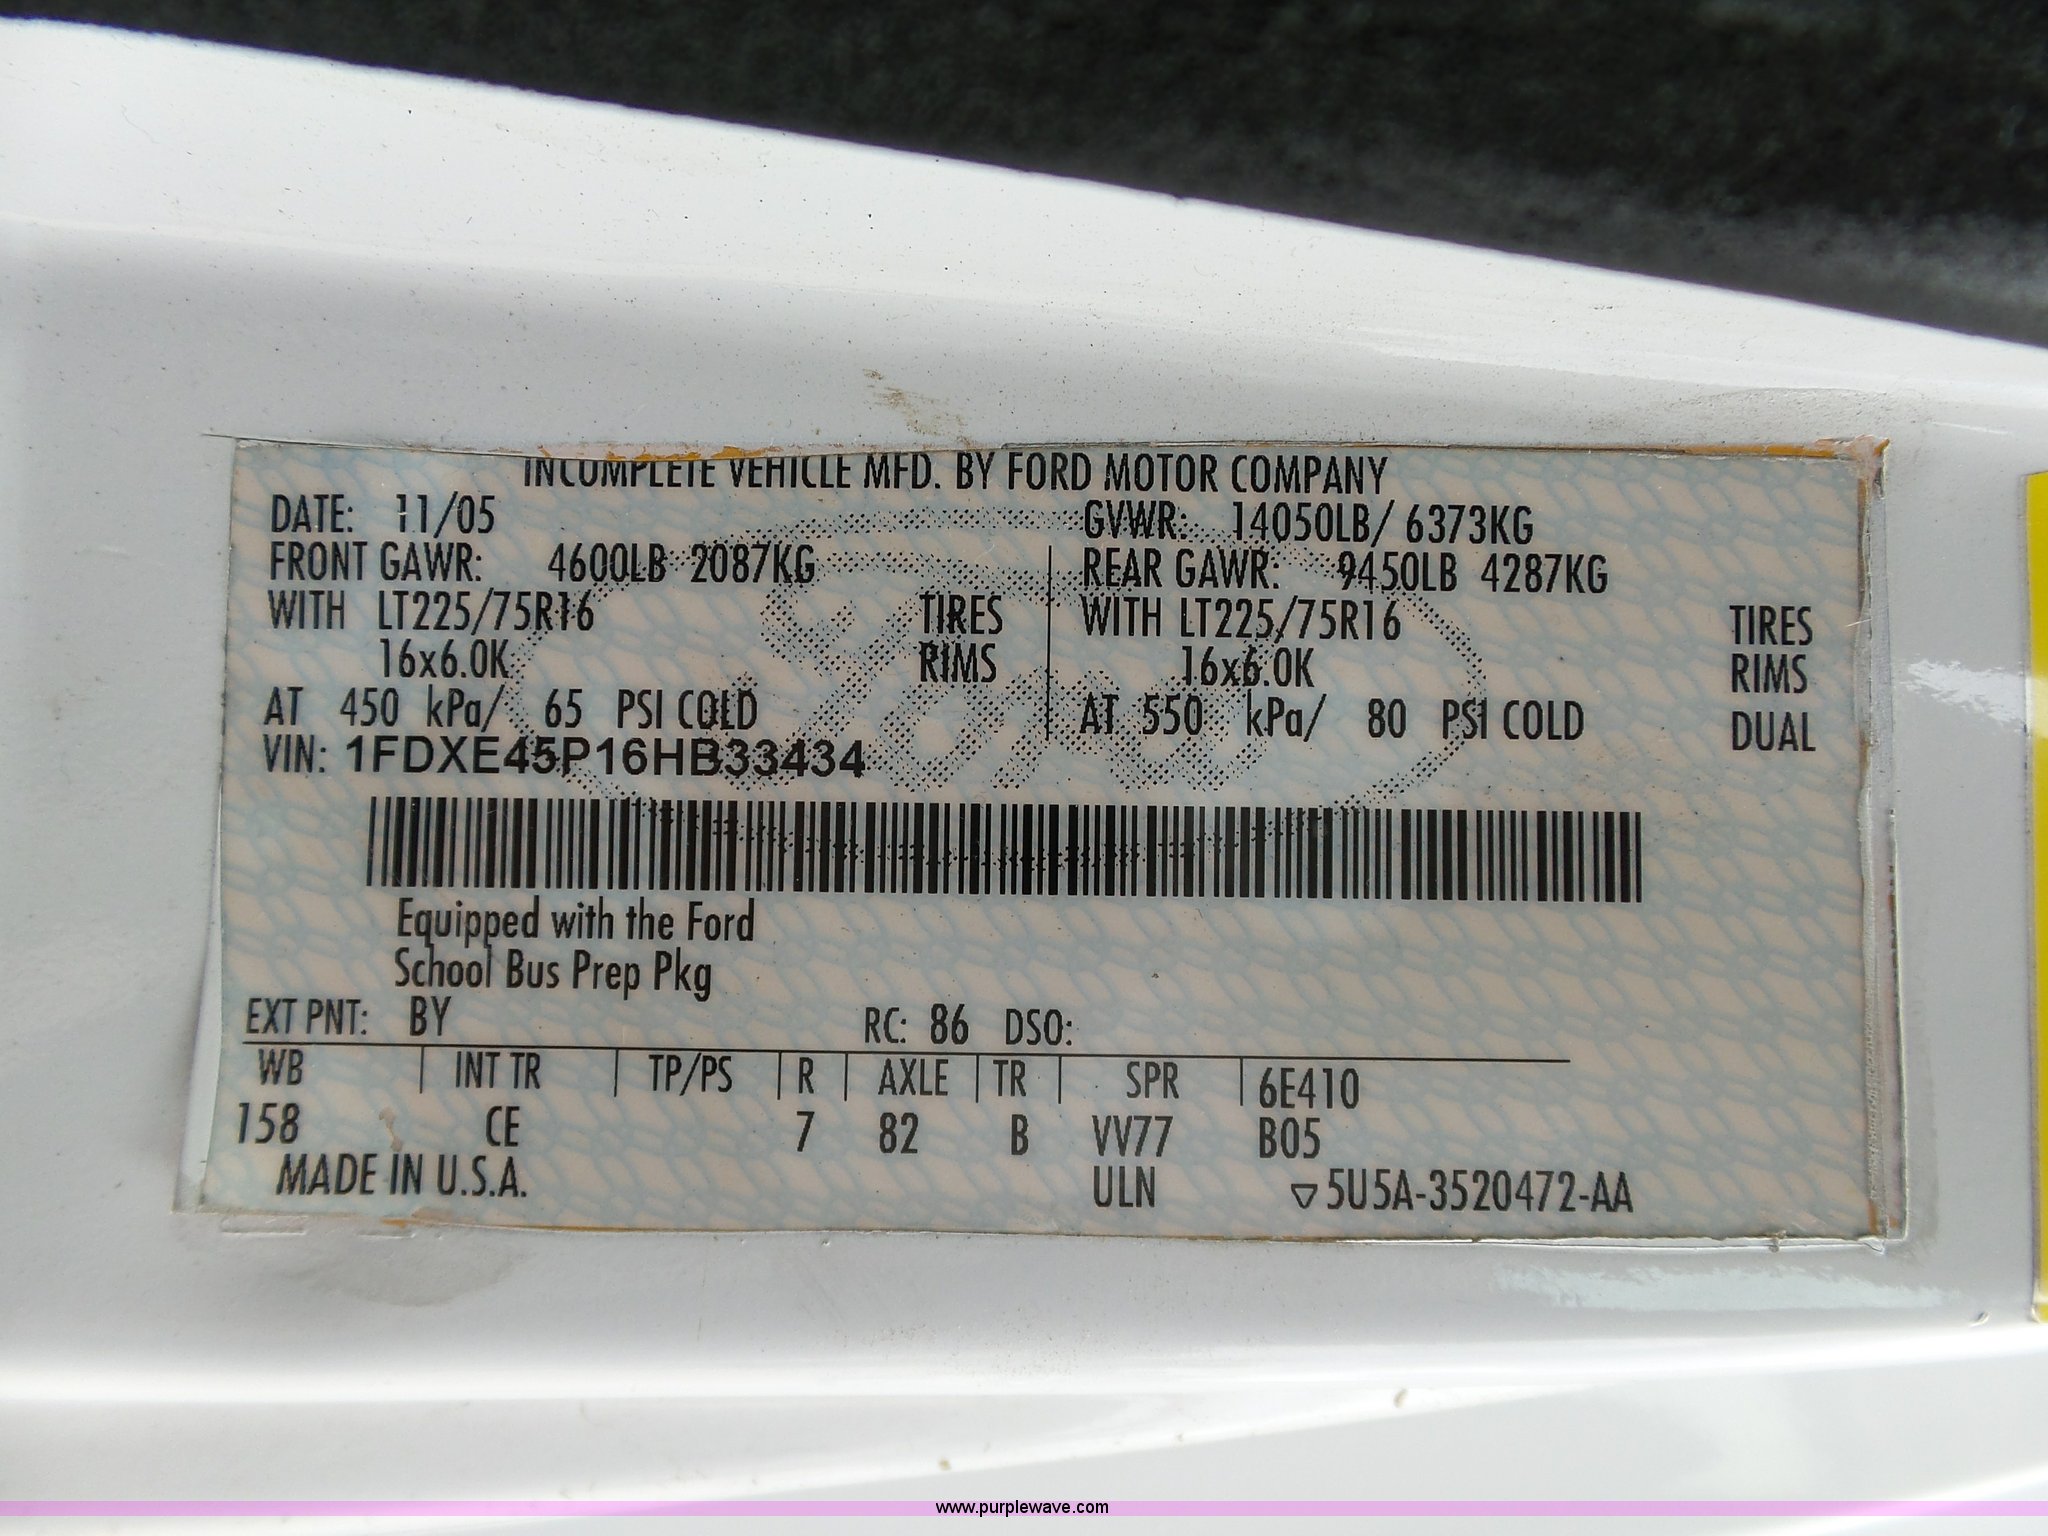 INCOMPLETE VEHICLE MFD. BY FORD MOTOR COMPANY
DATE: 11/05 GVWR: 14050LB/ 6373KG
FRONT GAWR: 4600LB 2087KG REAR GAWR: 9450LB 4287KG
WITH LT225/75R16 TIRES WITH LT225/75R16 TIRES
16x6.0K RIMS 16x6.0K RIMS
AT 450 kPa/ 65 PSI COLD AT 550 kPa/ 80 PSI COLD DUAL
VIN: 1FDXE45P16HB33434
Equipped with the Ford
School Bus Prep Pkg
EXT PNT: BY RC: 86 DSO:
WB INT TR TP/PS R AXLE TR SPR 6E410
158 CE 7 82 B VV77 B05
MADE IN U.S.A. ULN ▽5U5A-3520472-AA
www.purplewave.com